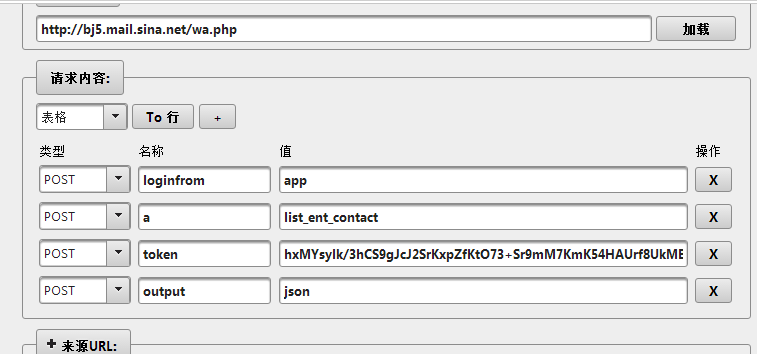 http://bj5.mail.sina.net/wa.php 加载
请求内容:
表格 To 行 +
类型 名称 值 操作
POST loginfrom app X
POST a list_ent_contact X
POST token hxMYsylk/3hCS9gJcJ2SrKxpZfKtO73+Sr9mM7KmK54HAUrf8UkME X
POST output json X
+ 来源URL: